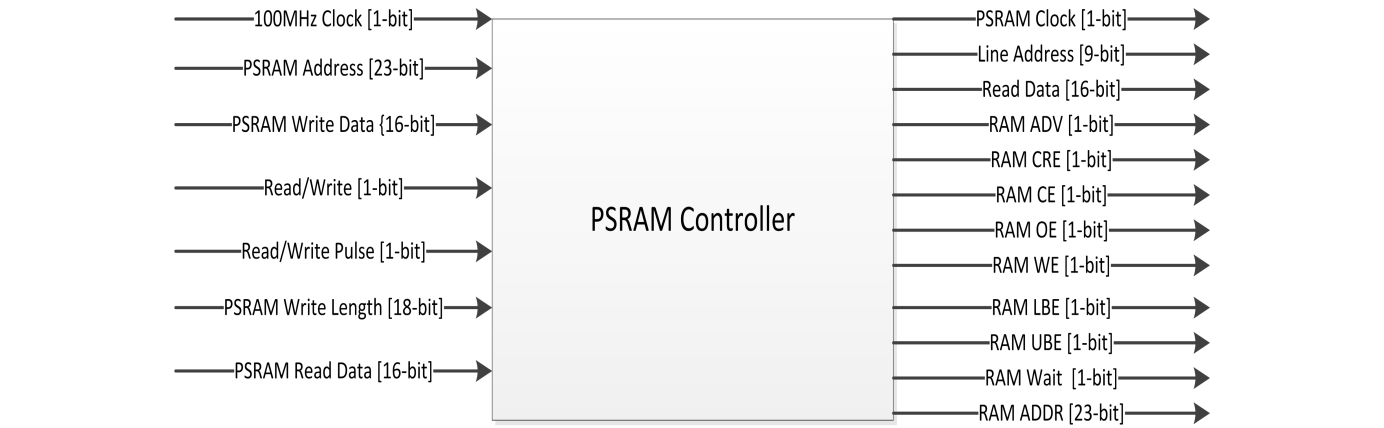 100MHz Clock [1-bit]
PSRAM Address [23-bit]
PSRAM Write Data {16-bit]
Read/Write [1-bit]
Read/Write Pulse [1-bit]
PSRAM Write Length [18-bit]
PSRAM Read Data [16-bit]
PSRAM Controller
PSRAM Clock [1-bit]
Line Address [9-bit]
Read Data [16-bit]
RAM ADV [1-bit]
RAM CRE [1-bit]
RAM CE [1-bit]
RAM OE [1-bit]
RAM WE [1-bit]
RAM LBE [1-bit]
RAM UBE [1-bit]
RAM Wait  [1-bit]
RAM ADDR [23-bit]